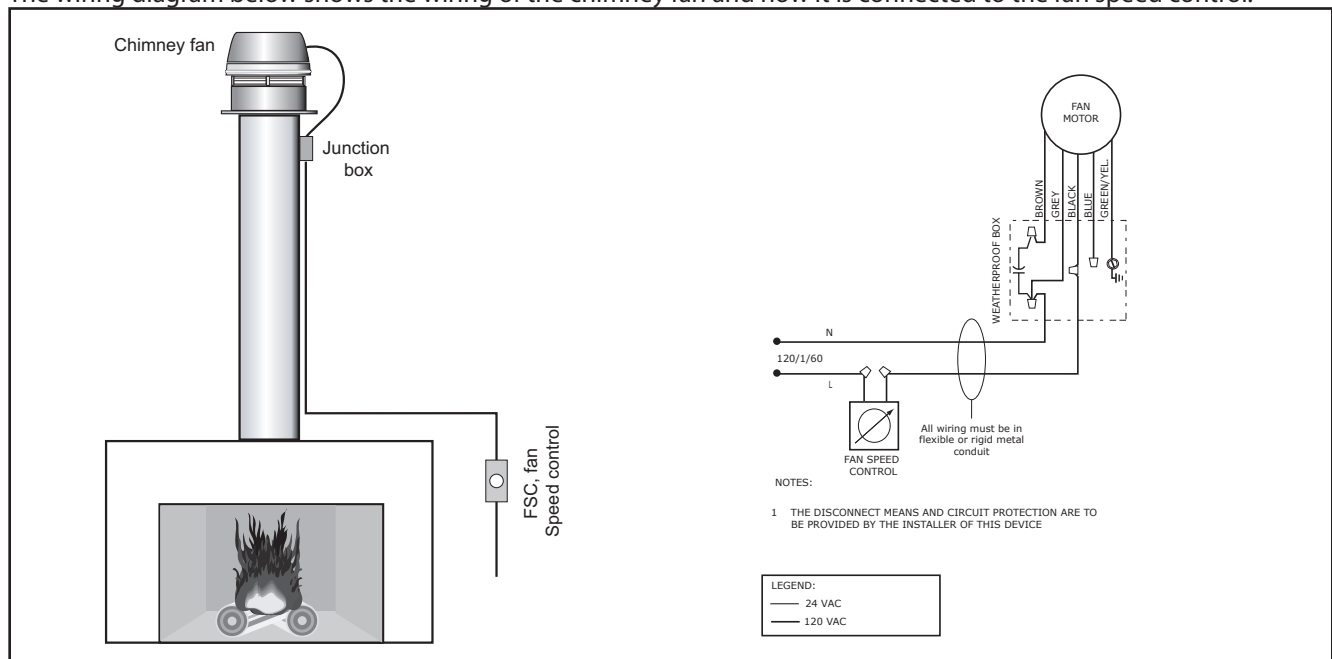 The wiring diagram below shows the wiring of the chimney fan and how it is connected to the fan speed control.
Chimney fan
Junction
box
FSC, fan
Speed control
FAN
MOTOR
BROWN
GREY
BLACK
BLUE
GREEN/YEL.
WEATHERPROOF BOX
N
120/1/60
L
FAN SPEED
CONTROL
All wiring must be in
flexible or rigid metal
conduit
NOTES:
1 THE DISCONNECT MEANS AND CIRCUIT PROTECTION ARE TO
BE PROVIDED BY THE INSTALLER OF THIS DEVICE
LEGEND:
24 VAC
120 VAC